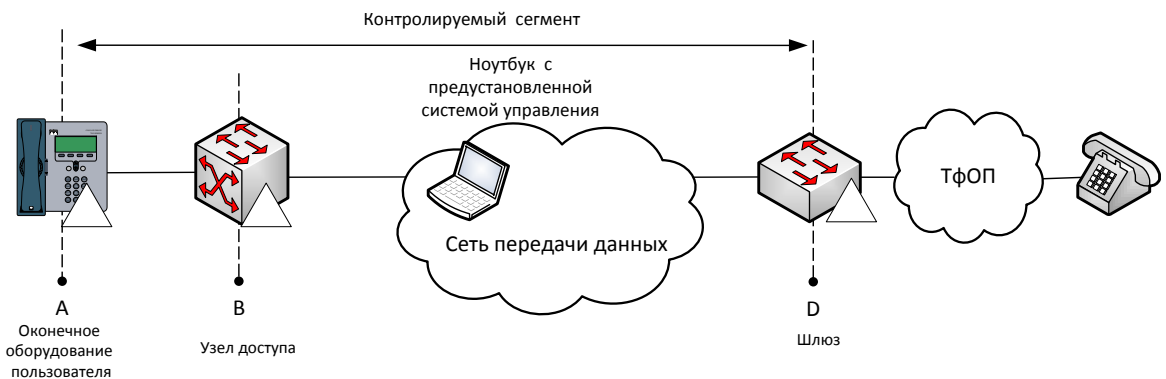 Контролируемый сегмент
Ноутбук с
предустановленной
системой управления
ТфОП
Сеть передачи данных
A
B
D
Оконечное
оборудование
пользователя
Узел доступа
Шлюз